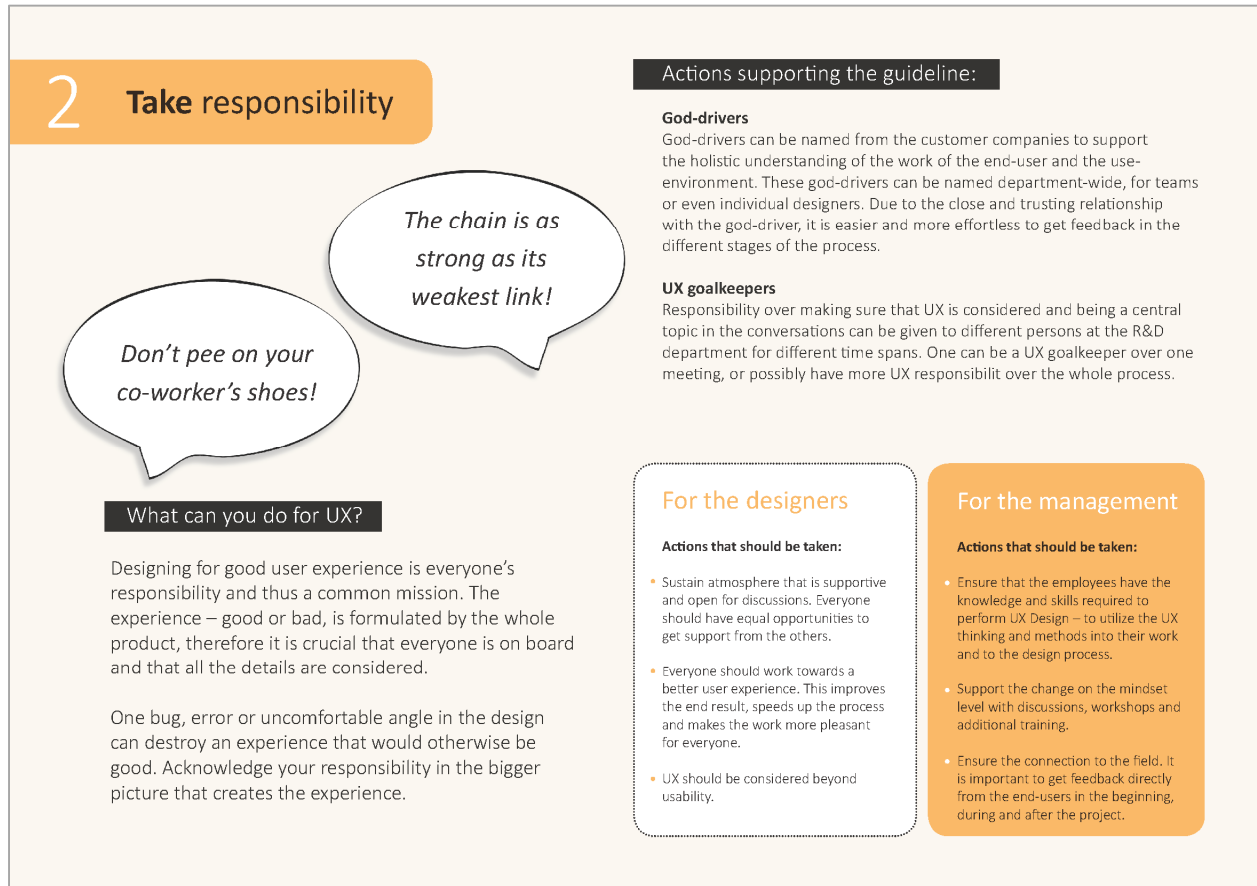 2 Take responsibility
The chain is as
strong as its
weakest link!
Don’t pee on your
co-worker’s shoes!
What can you do for UX?
Designing for good user experience is everyone’s
responsibility and thus a common mission. The
experience – good or bad, is formulated by the whole
product, therefore it is crucial that everyone is on board
and that all the details are considered.
One bug, error or uncomfortable angle in the design
can destroy an experience that would otherwise be
good. Acknowledge your responsibility in the bigger
picture that creates the experience.
Actions supporting the guideline:
God-drivers
God-drivers can be named from the customer companies to support
the holistic understanding of the work of the end-user and the use-
environment. These god-drivers can be named department-wide, for teams
or even individual designers. Due to the close and trusting relationship
with the god-driver, it is easier and more effortless to get feedback in the
different stages of the process.
UX goalkeepers
Responsibility over making sure that UX is considered and being a central
topic in the conversations can be given to different persons at the R&D
department for different time spans. One can be a UX goalkeeper over one
meeting, or possibly have more UX responsibilit over the whole process.
For the designers
Actions that should be taken:
• Sustain atmosphere that is supportive
and open for discussions. Everyone
should have equal opportunities to
get support from the others.
• Everyone should work towards a
better user experience. This improves
the end result, speeds up the process
and makes the work more pleasant
for everyone.
• UX should be considered beyond
usability.
For the management
Actions that should be taken:
• Ensure that the employees have the
knowledge and skills required to
perform UX Design – to utilize the UX
thinking and methods into their work
and to the design process.
• Support the change on the mindset
level with discussions, workshops and
additional training.
• Ensure the connection to the field. It
is important to get feedback directly
from the end-users in the beginning,
during and after the project.